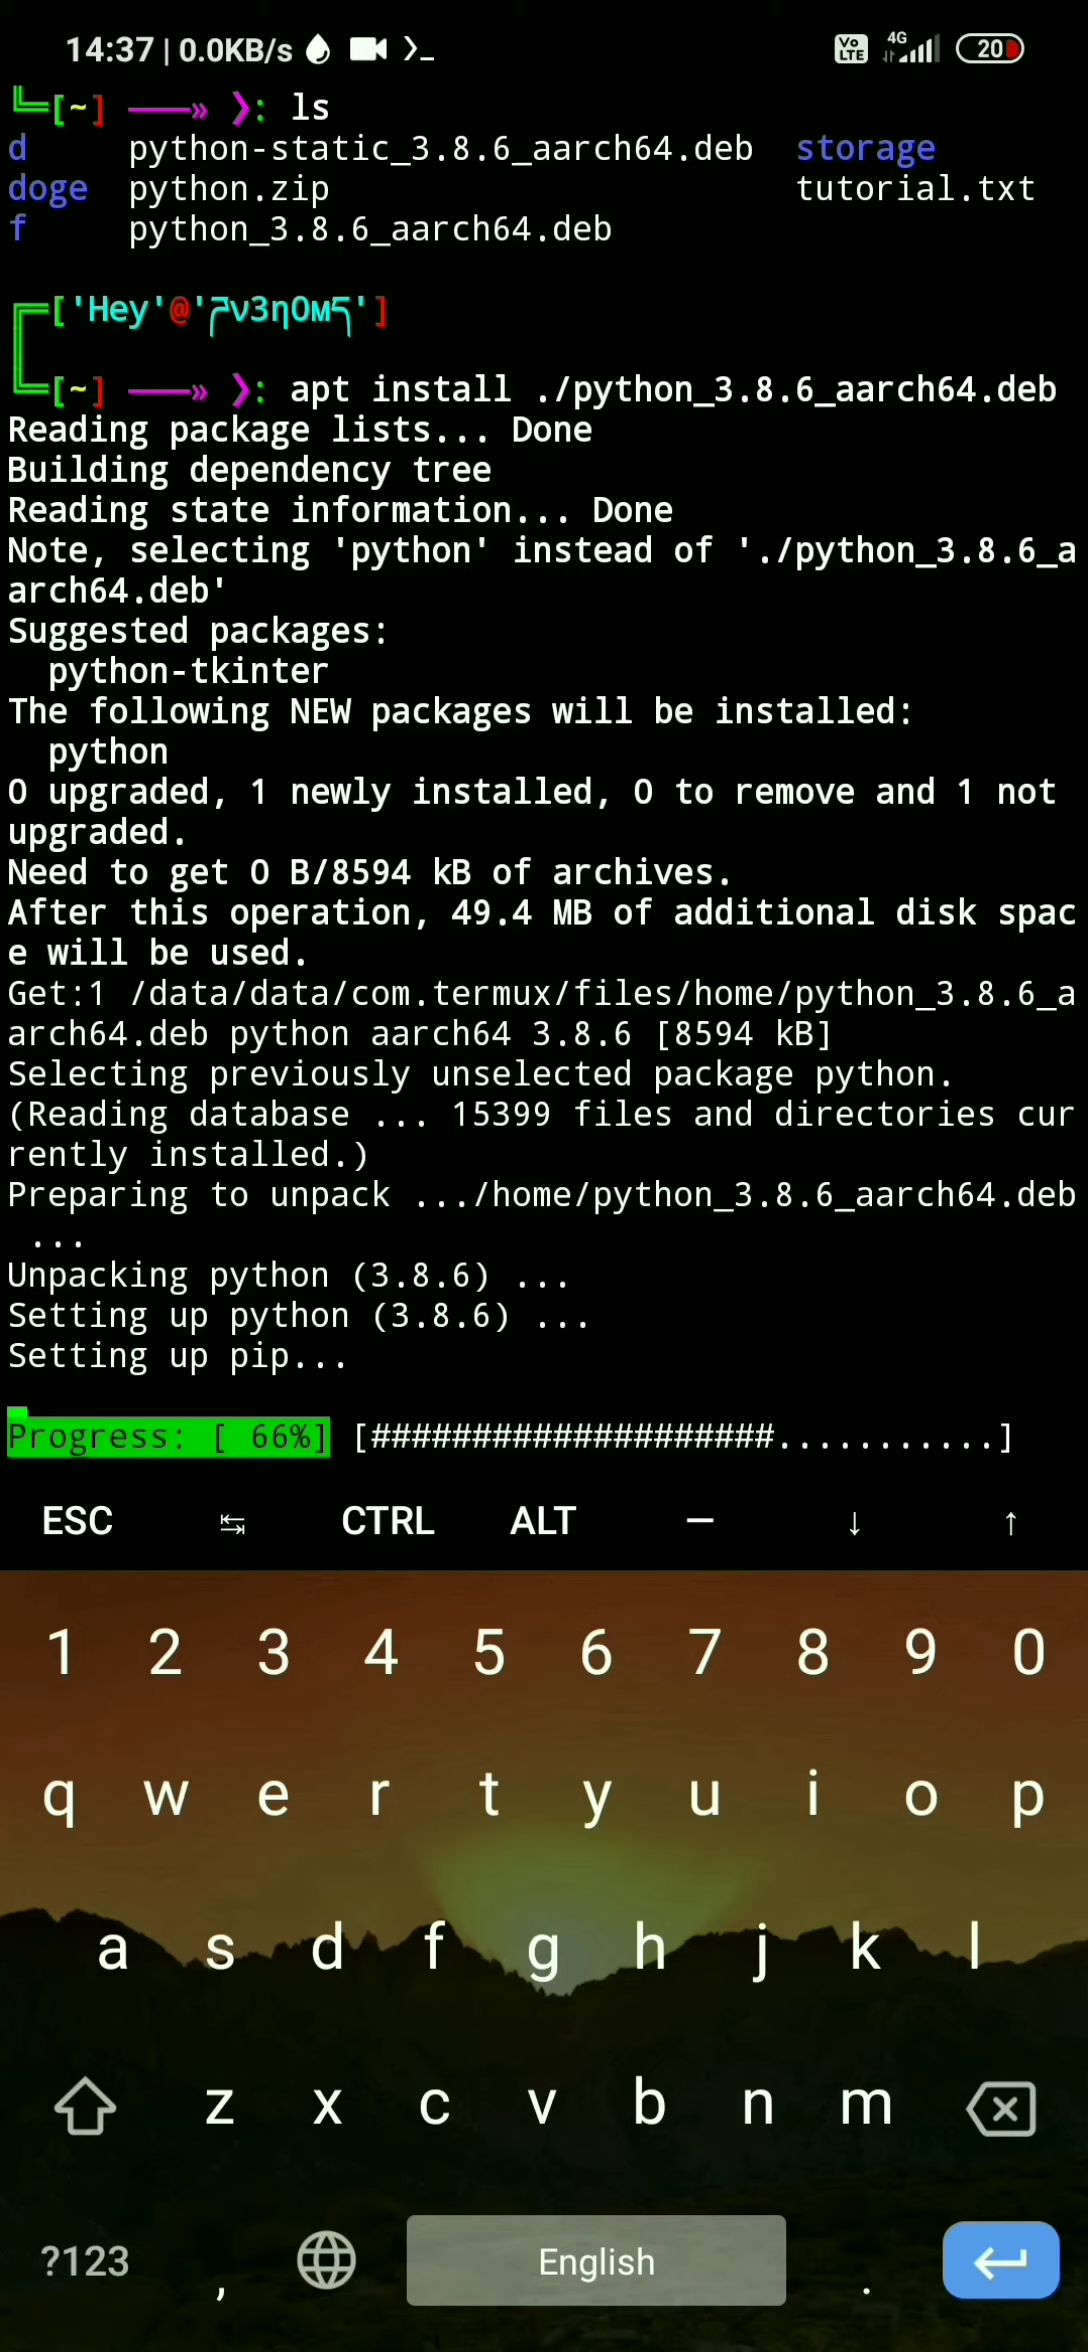 14:37 | 0.0KB/s
Vo LTE 4G 20
╚═[~] ───» ❯: ls
d python-static_3.8.6_aarch64.deb storage
doge python.zip tutorial.txt
f python_3.8.6_aarch64.deb
╔═['Hey'@' ν3η0м ']
╚═[~] ───» ❯: apt install ./python_3.8.6_aarch64.deb
Reading package lists... Done
Building dependency tree
Reading state information... Done
Note, selecting 'python' instead of './python_3.8.6_a
arch64.deb'
Suggested packages:
  python-tkinter
The following NEW packages will be installed:
  python
0 upgraded, 1 newly installed, 0 to remove and 1 not
upgraded.
Need to get 0 B/8594 kB of archives.
After this operation, 49.4 MB of additional disk spac
e will be used.
Get:1 /data/data/com.termux/files/home/python_3.8.6_a
arch64.deb python aarch64 3.8.6 [8594 kB]
Selecting previously unselected package python.
(Reading database ... 15399 files and directories cur
rently installed.)
Preparing to unpack .../home/python_3.8.6_aarch64.deb
 ...
Unpacking python (3.8.6) ...
Setting up python (3.8.6) ...
Setting up pip...
Progress: [ 66%] [####################...........]
ESC ↹ CTRL ALT — ↓ ↑
1 2 3 4 5 6 7 8 9 0
q w e r t y u i o p
a s d f g h j k l
z x c v b n m
?123 , English .